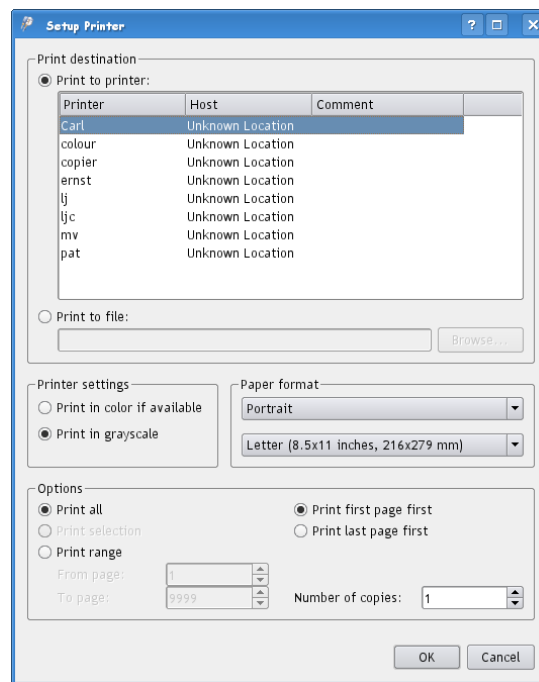 Setup Printer
Print destination
Print to printer:
Printer Host Comment
Carl Unknown Location
colour Unknown Location
copier Unknown Location
ernst Unknown Location
lj Unknown Location
ljc Unknown Location
mv Unknown Location
pat Unknown Location
Print to file:
Browse...
Printer settings
Print in color if available
Print in grayscale
Paper format
Portrait
Letter (8.5x11 inches, 216x279 mm)
Options
Print all
Print selection
Print range
From page: 1
To page: 9999
Print first page first
Print last page first
Number of copies: 1
OK Cancel